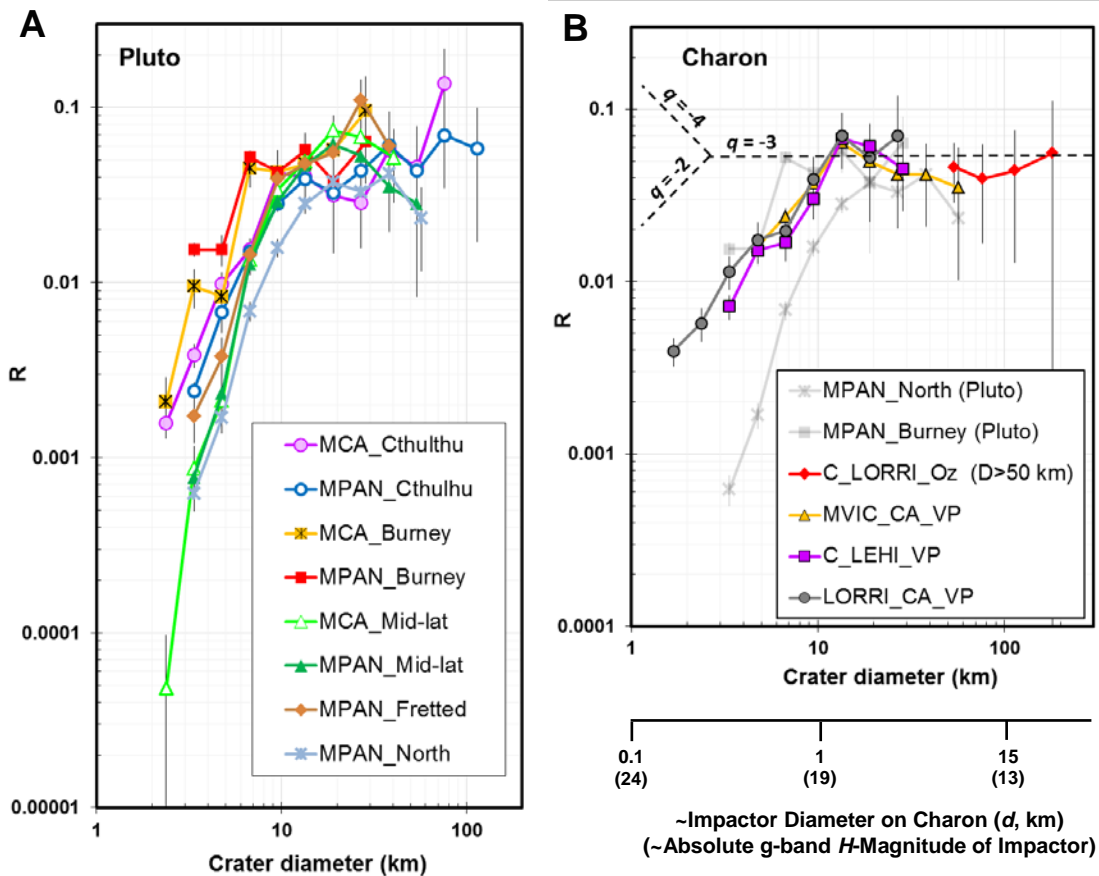 A
Pluto
0.1
0.01
0.001
0.0001
0.00001
R
1
10
100
Crater diameter (km)
MCA_Cthulthu
MPAN_Cthulhu
MCA_Burney
MPAN_Burney
MCA_Mid-lat
MPAN_Mid-lat
MPAN_Fretted
MPAN_North
B
Charon
q = -4
q = -3
q = -2
0.1
0.01
0.001
0.0001
R
1
10
100
Crater diameter (km)
MPAN_North (Pluto)
MPAN_Burney (Pluto)
C_LORRI_Oz (D>50 km)
MVIC_CA_VP
C_LEHI_VP
LORRI_CA_VP
0.1 1 15
(24) (19) (13)
~Impactor Diameter on Charon (d, km)
(~Absolute g-band H-Magnitude of Impactor)